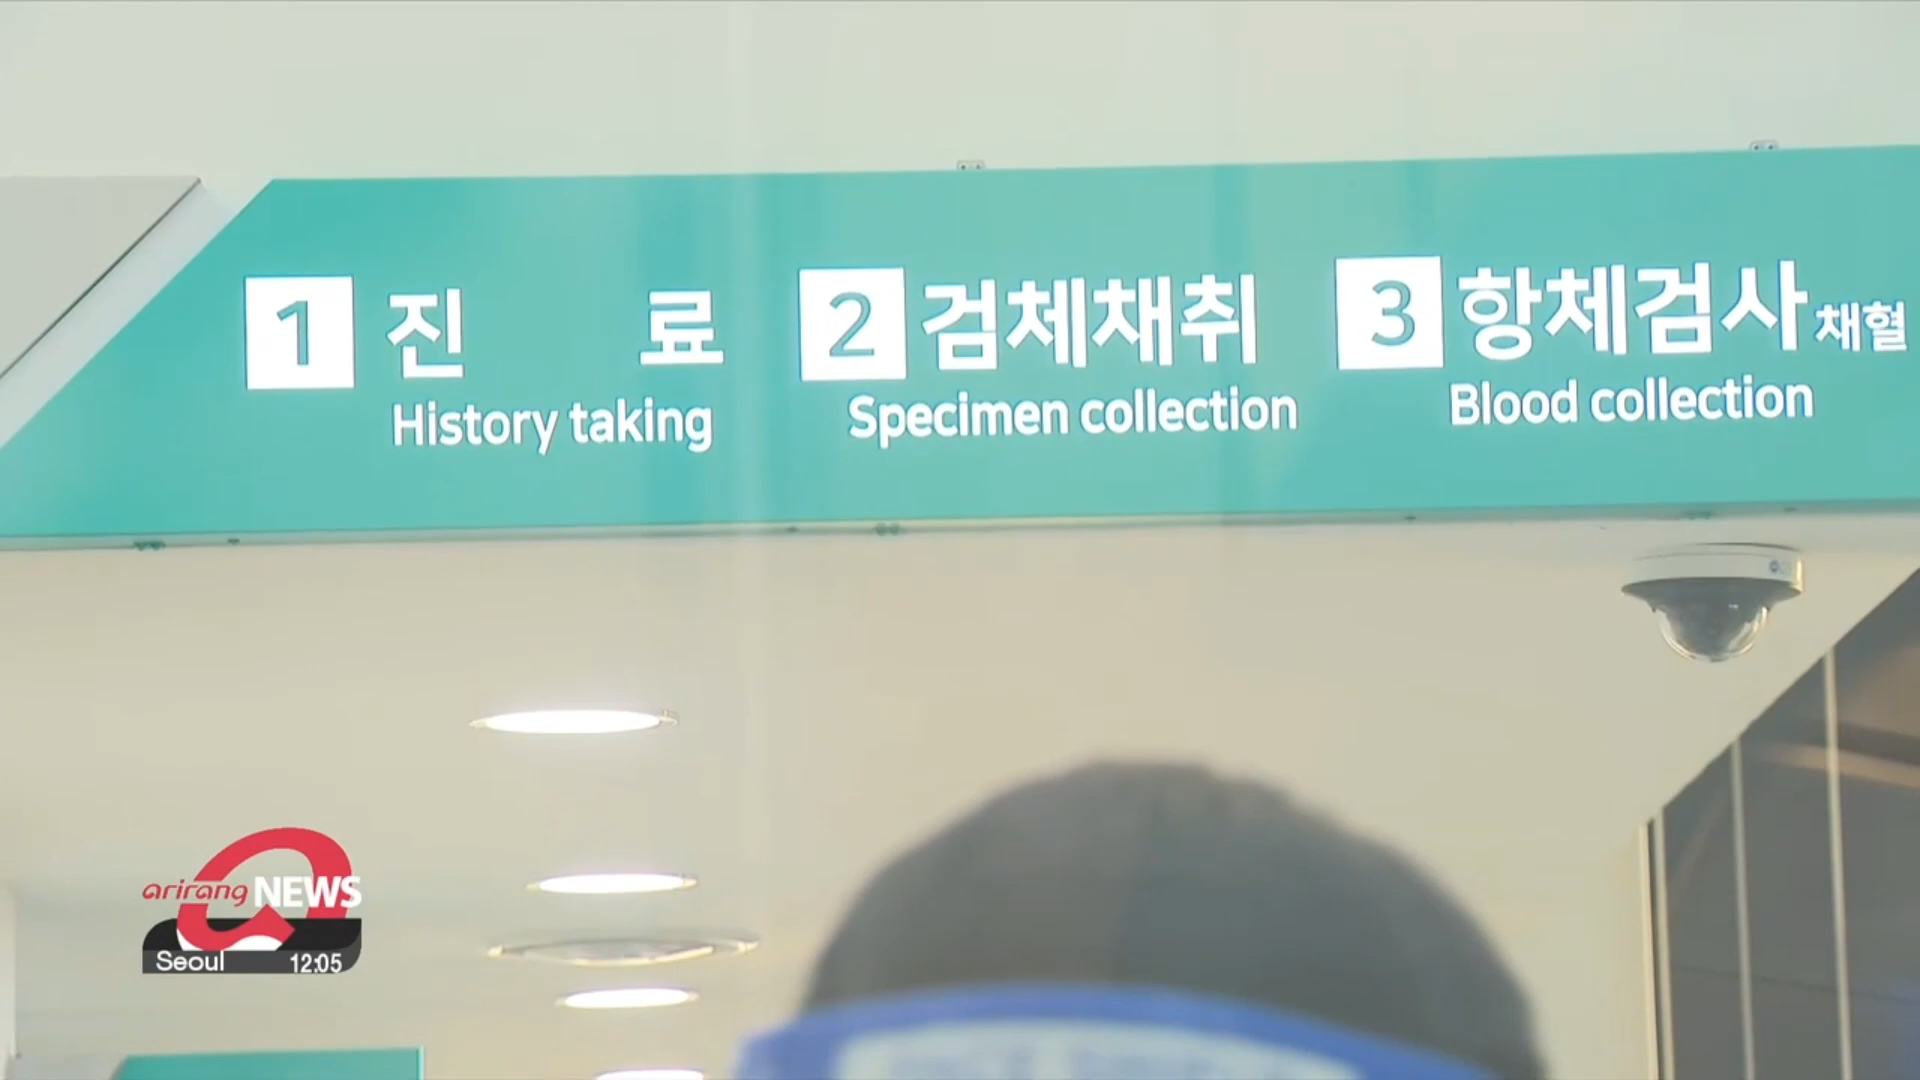 1 진 료 2 검체채취 3 항체검사 채혈
History taking Specimen collection Blood collection
arirang NEWS
Seoul 12:05